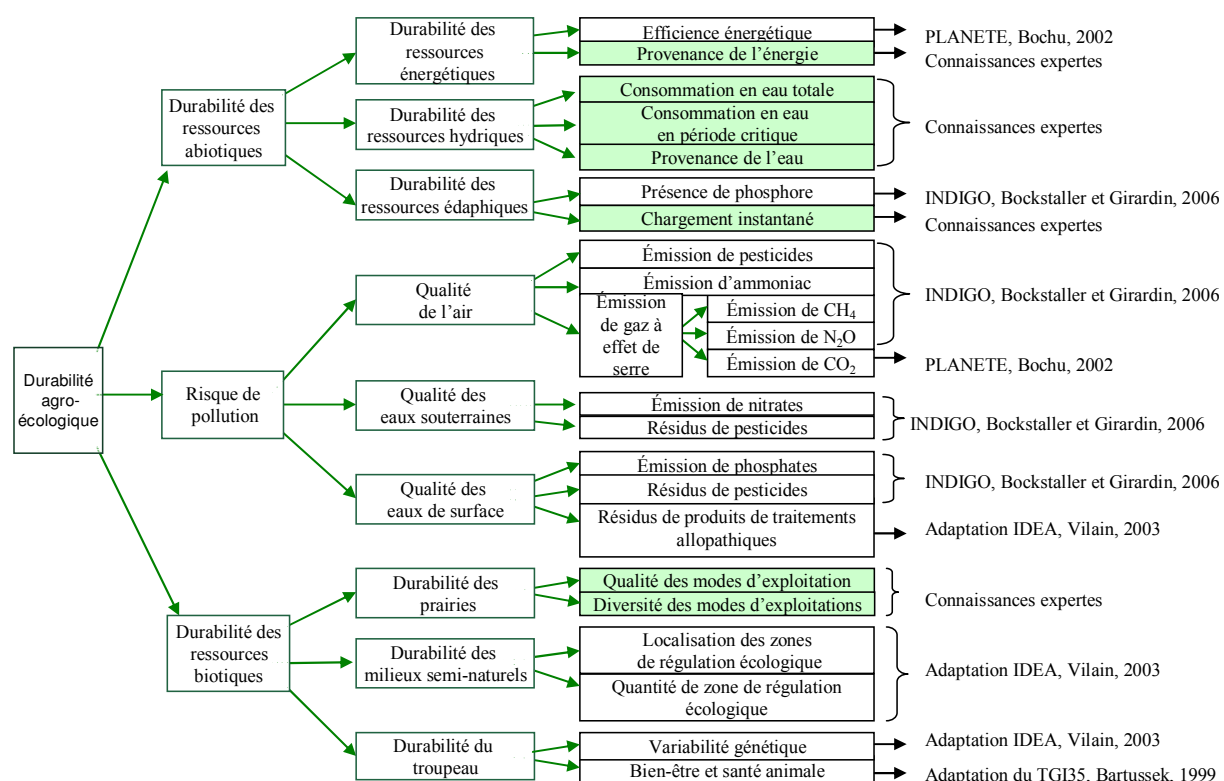 Durabilité
agro-
écologique
Durabilité des
ressources
abiotiques
Durabilité des
ressources
énergétiques
Efficience énergétique
PLANETE, Bochu, 2002
Provenance de l'énergie
Connaissances expertes
Durabilité des
ressources hydriques
Consommation en eau totale
Consommation en eau
en période critique
Provenance de l'eau
Connaissances expertes
Durabilité des
ressources édaphiques
Présence de phosphore
INDIGO, Bockstaller et Girardin, 2006
Chargement instantané
Connaissances expertes
Risque de
pollution
Qualité
de l'air
Émission de pesticides
Émission d'ammoniac
Émission
de gaz à
effet de
serre
Émission de CH₄
Émission de N₂O
INDIGO, Bockstaller et Girardin, 2006
Émission de CO₂
PLANETE, Bochu, 2002
Qualité des
eaux souterraines
Émission de nitrates
Résidus de pesticides
INDIGO, Bockstaller et Girardin, 2006
Qualité des
eaux de surface
Émission de phosphates
Résidus de pesticides
INDIGO, Bockstaller et Girardin, 2006
Résidus de produits de traitements
allopathiques
Adaptation IDEA, Vilain, 2003
Durabilité des
ressources
biotiques
Durabilité des
prairies
Qualité des modes d'exploitation
Diversité des modes d'exploitations
Connaissances expertes
Durabilité des
milieux semi-naturels
Localisation des zones
de régulation écologique
Quantité de zone de régulation
écologique
Adaptation IDEA, Vilain, 2003
Durabilité du
troupeau
Variabilité génétique
Adaptation IDEA, Vilain, 2003
Bien-être et santé animale
Adaptation du TGI35, Bartussek, 1999